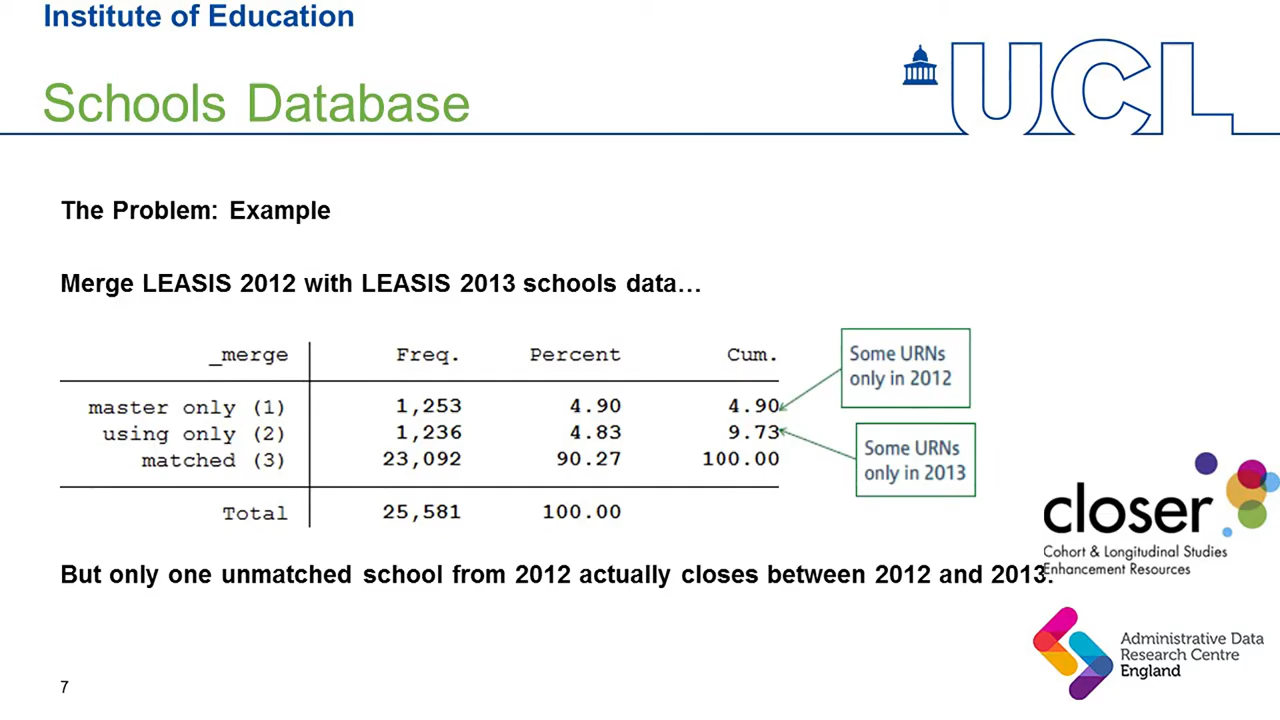 Institute of Education
UCL
Schools Database
The Problem: Example
Merge LEASIS 2012 with LEASIS 2013 schools data…
_merge Freq. Percent Cum.
master only (1) 1,253 4.90 4.90
using only (2) 1,236 4.83 9.73
matched (3) 23,092 90.27 100.00
Total 25,581 100.00
Some URNs
only in 2012
Some URNs
only in 2013
But only one unmatched school from 2012 actually closes between 2012 and 2013.
closer
Cohort & Longitudinal Studies
Enhancement Resources
Administrative Data
Research Centre
England
7